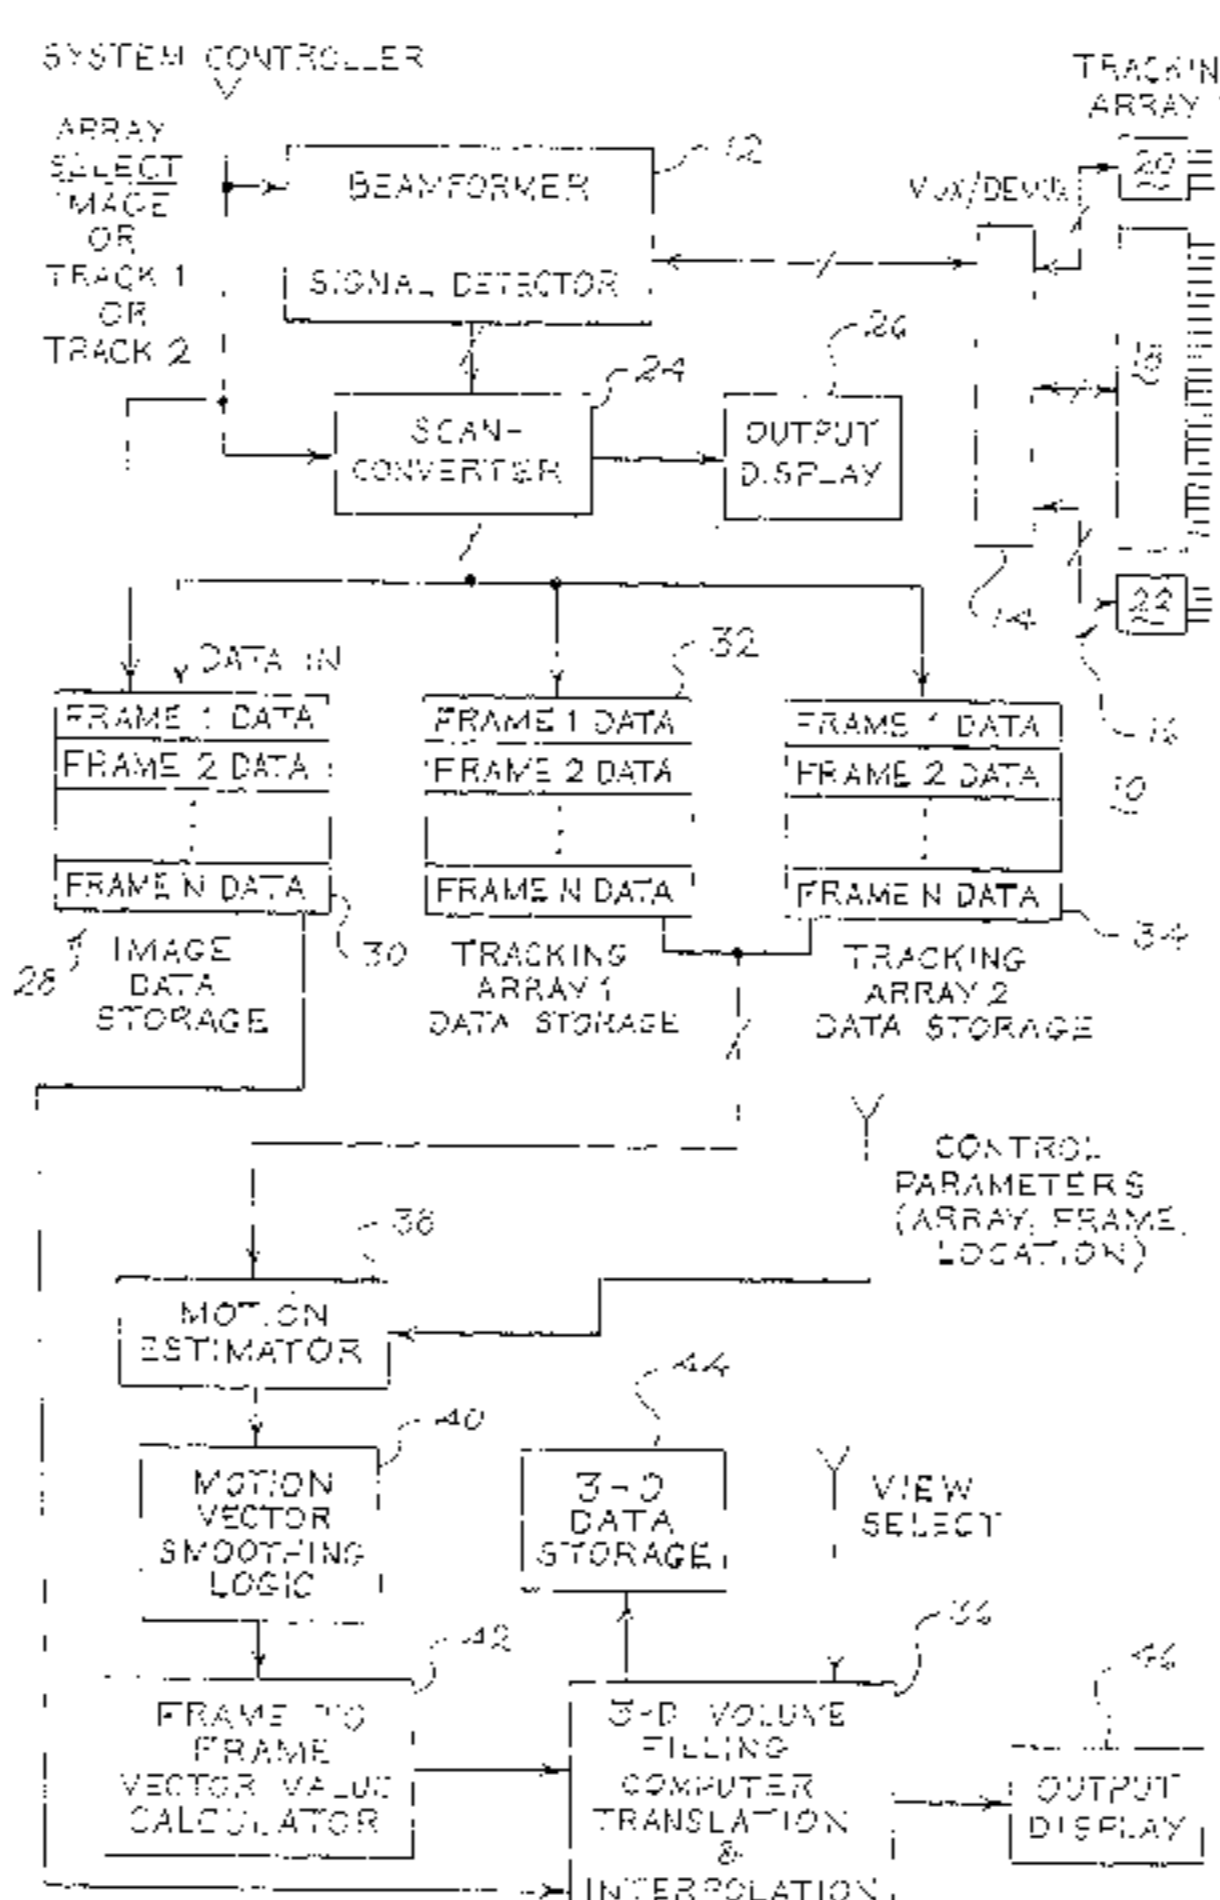 SYSTEM CONTROLLER
TRACKIN
ARRAY
ARRAY
SELECT
IMAGE
OR
TRACK 1
OR
TRACK 2
12
BEAMFORMER
SIGNAL DETECTOR
MUX/DEMUX
20
18
26
24
SCAN-
CONVERTER
OUTPUT
DISPLAY
14
22
16
10
DATA IN
32
FRAME 1 DATA
FRAME 2 DATA
FRAME N DATA
FRAME 1 DATA
FRAME 2 DATA
FRAME N DATA
FRAME 1 DATA
FRAME 2 DATA
FRAME N DATA
28
30
34
IMAGE
DATA
STORAGE
TRACKING
ARRAY 1
DATA STORAGE
TRACKING
ARRAY 2
DATA STORAGE
CONTROL
PARAMETERS
(ARRAY, FRAME,
LOCATION)
38
MOTION
ESTIMATOR
44
40
MOTION
VECTOR
SMOOTHING
LOGIC
3-D
DATA
STORAGE
VIEW
SELECT
42
36
46
FRAME TO
FRAME
VECTOR VALUE
CALCULATOR
3-D VOLUME
FILLING
COMPUTER
TRANSLATION
&
INTERPOLATION
OUTPUT
DISPLAY